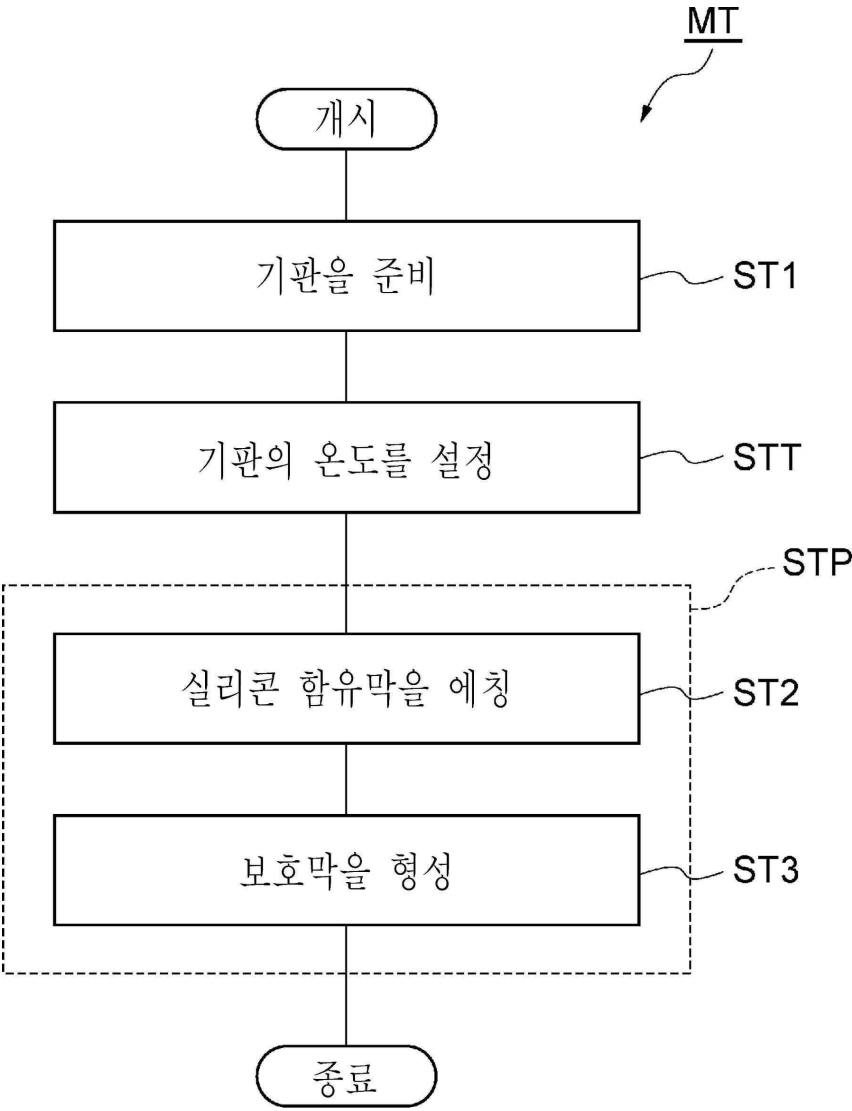 MT
개시
기판을 준비
ST1
기판의 온도를 설정
STT
STP
실리콘 함유막을 에칭
ST2
보호막을 형성
ST3
종료